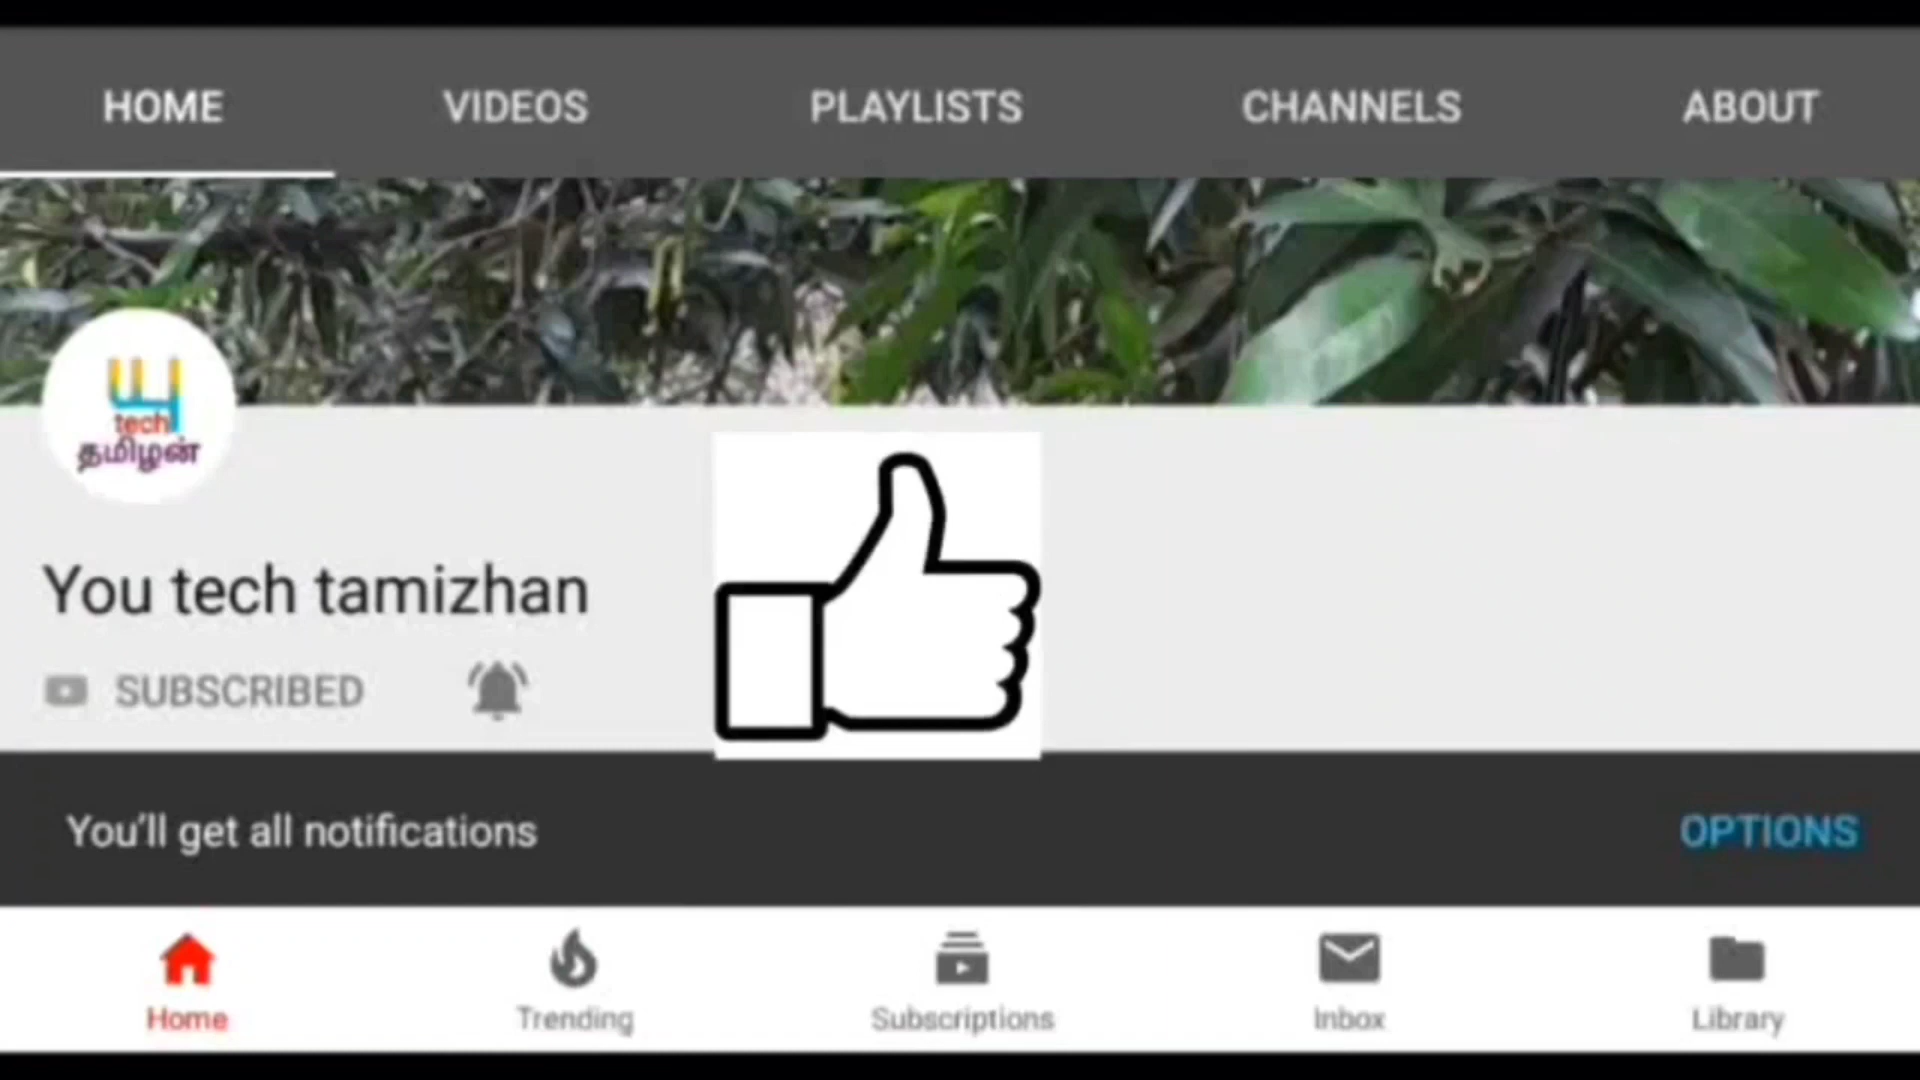 HOME VIDEOS PLAYLISTS CHANNELS ABOUT
tech
தமிழன்
You tech tamizhan
SUBSCRIBED
You'll get all notifications OPTIONS
Home Trending Subscriptions Inbox Library